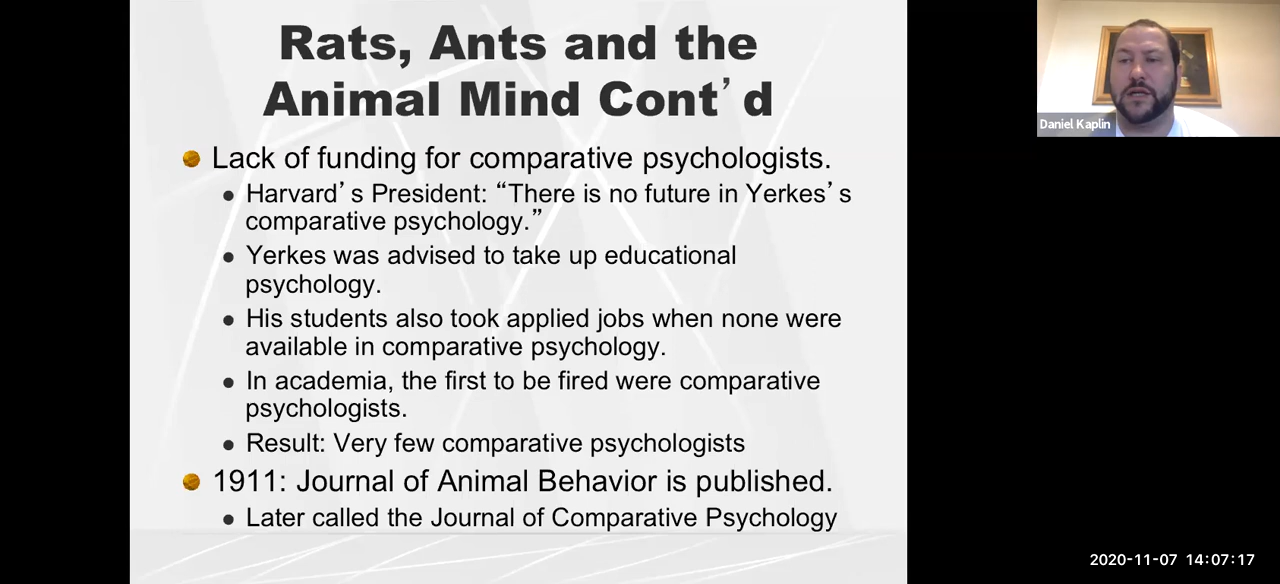 Rats, Ants and the
Animal Mind Cont’d
Lack of funding for comparative psychologists.
Harvard’s President: “There is no future in Yerkes’s
comparative psychology.”
Yerkes was advised to take up educational
psychology.
His students also took applied jobs when none were
available in comparative psychology.
In academia, the first to be fired were comparative
psychologists.
Result: Very few comparative psychologists
1911: Journal of Animal Behavior is published.
Later called the Journal of Comparative Psychology
Daniel Kaplin
2020-11-07 14:07:17